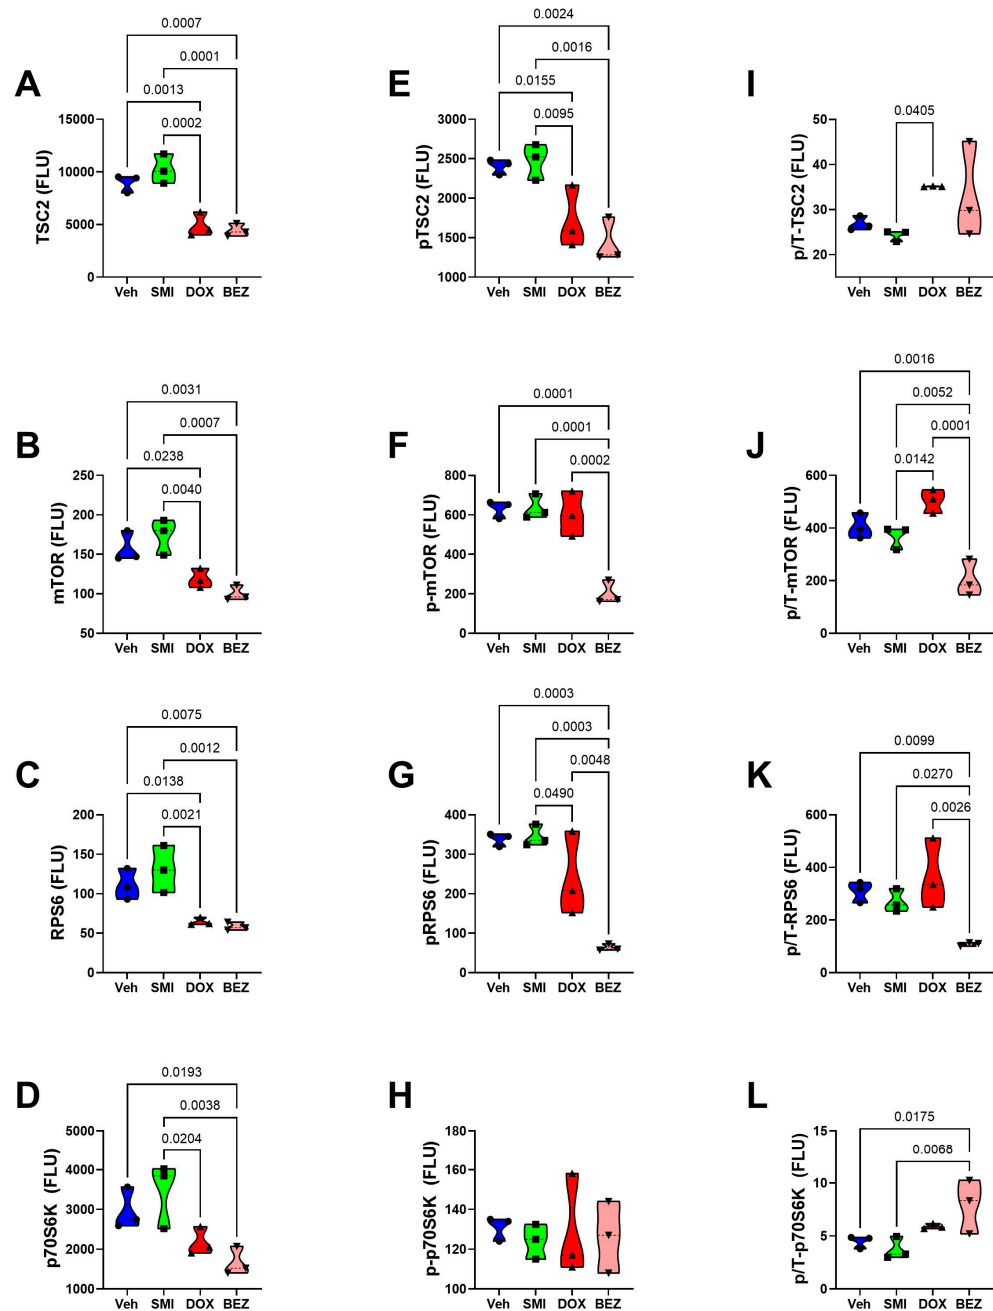 A
0.0007
0.0001
0.0013
0.0002
TSC2 (FLU)
15000
10000
5000
0
Veh SMI DOX BEZ
E
0.0024
0.0016
0.0155
0.0095
pTSC2 (FLU)
3000
2500
2000
1500
1000
Veh SMI DOX BEZ
I
0.0405
p/T-TSC2 (FLU)
50
40
30
20
Veh SMI DOX BEZ
B
0.0031
0.0007
0.0238
0.0040
mTOR (FLU)
250
200
150
100
50
Veh SMI DOX BEZ
F
0.0001
0.0001
0.0002
p-mTOR (FLU)
800
600
400
200
0
Veh SMI DOX BEZ
J
0.0016
0.0052
0.0001
0.0142
p/T-mTOR (FLU)
600
400
200
0
Veh SMI DOX BEZ
C
0.0075
0.0012
0.0138
0.0021
RPS6 (FLU)
200
150
100
50
0
Veh SMI DOX BEZ
G
0.0003
0.0003
0.0048
0.0490
pRPS6 (FLU)
400
300
200
100
0
Veh SMI DOX BEZ
K
0.0099
0.0270
0.0026
p/T-RPS6 (FLU)
600
400
200
0
Veh SMI DOX BEZ
D
0.0193
0.0038
0.0204
p70S6K (FLU)
5000
4000
3000
2000
1000
Veh SMI DOX BEZ
H
p-p70S6K (FLU)
180
160
140
120
100
Veh SMI DOX BEZ
L
0.0175
0.0068
p/T-p70S6K (FLU)
15
10
5
0
Veh SMI DOX BEZ